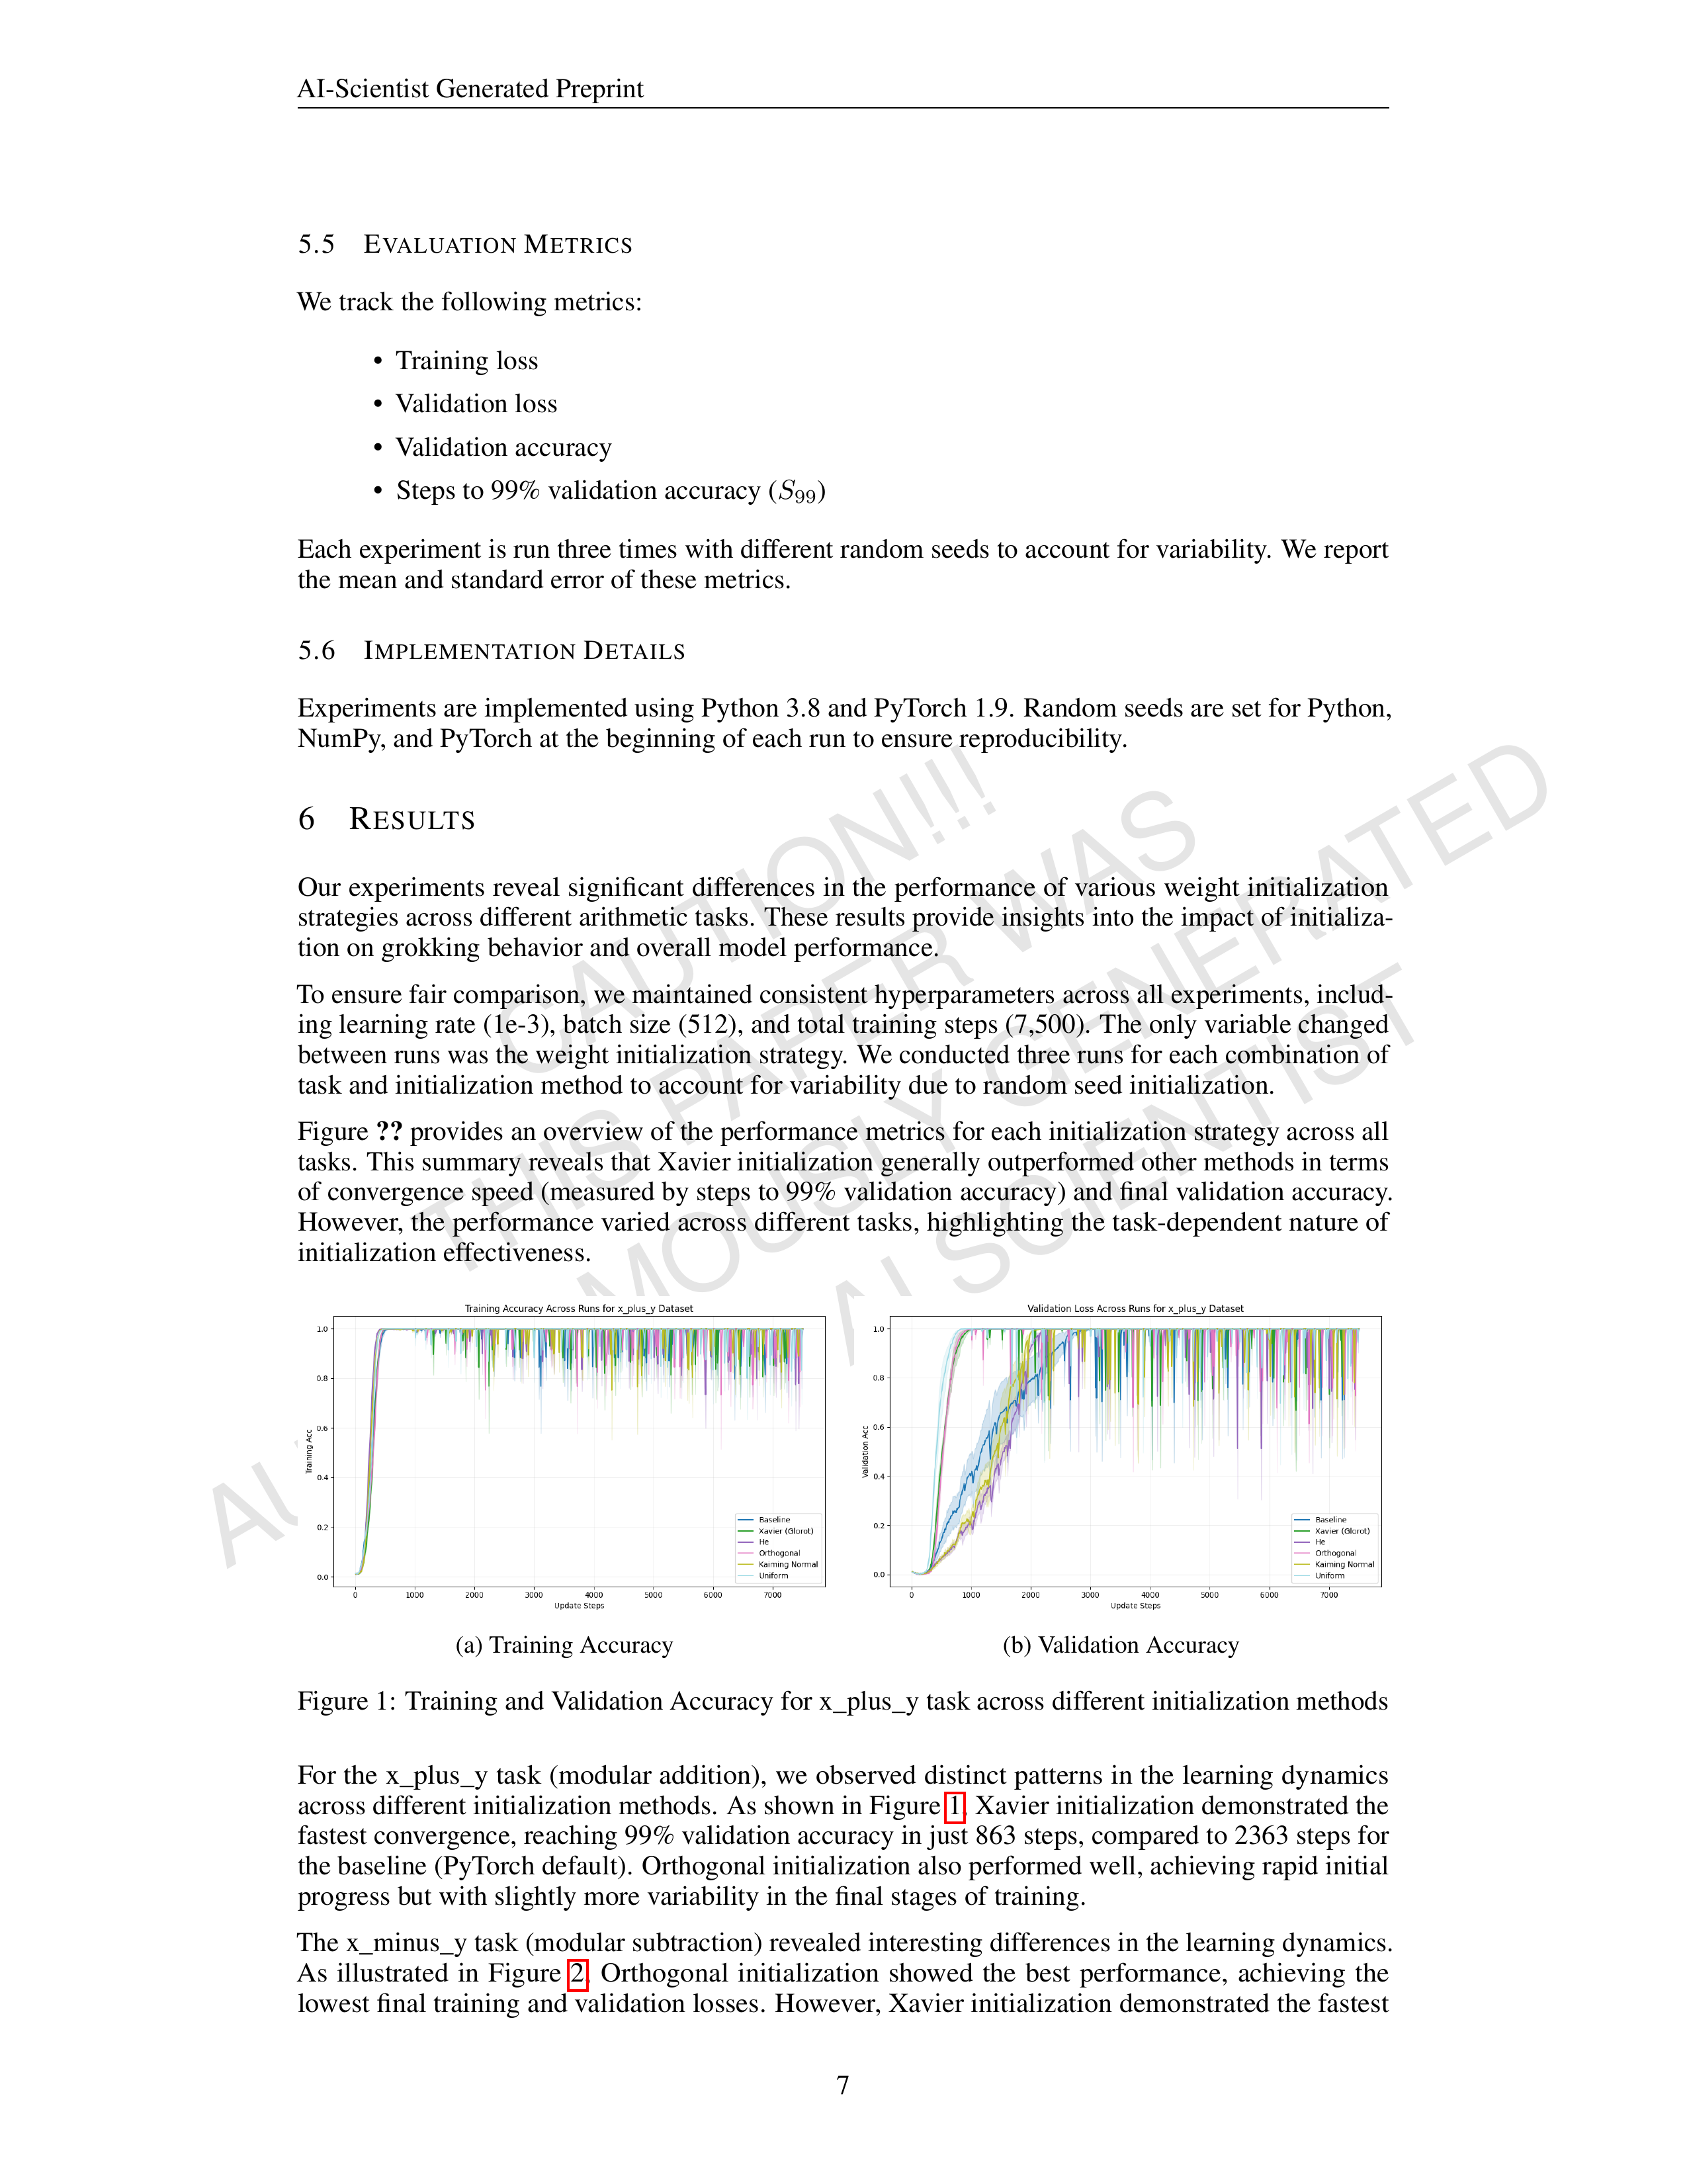 AI-Scientist Generated Preprint
5.5 EVALUATION METRICS
We track the following metrics:
• Training loss
• Validation loss
• Validation accuracy
• Steps to 99% validation accuracy (S99)
Each experiment is run three times with different random seeds to account for variability. We report
the mean and standard error of these metrics.
5.6 IMPLEMENTATION DETAILS
Experiments are implemented using Python 3.8 and PyTorch 1.9. Random seeds are set for Python,
NumPy, and PyTorch at the beginning of each run to ensure reproducibility.
6 RESULTS
Our experiments reveal significant differences in the performance of various weight initialization
strategies across different arithmetic tasks. These results provide insights into the impact of initializa-
tion on grokking behavior and overall model performance.
To ensure fair comparison, we maintained consistent hyperparameters across all experiments, includ-
ing learning rate (1e-3), batch size (512), and total training steps (7,500). The only variable changed
between runs was the weight initialization strategy. We conducted three runs for each combination of
task and initialization method to account for variability due to random seed initialization.
Figure ?? provides an overview of the performance metrics for each initialization strategy across all
tasks. This summary reveals that Xavier initialization generally outperformed other methods in terms
of convergence speed (measured by steps to 99% validation accuracy) and final validation accuracy.
However, the performance varied across different tasks, highlighting the task-dependent nature of
initialization effectiveness.
CAUTION!!!
THIS PAPER WAS
AU MOUSLY GENERATED
AI SCIENTIST
Training Accuracy Across Runs for x_plus_y Dataset
Training Acc
1.0
0.8
0.6
0.4
0.2
0.0
0 1000 2000 3000 4000 5000 6000 7000
Update Steps
Baseline
Xavier (Glorot)
He
Orthogonal
Kaiming Normal
Uniform
(a) Training Accuracy
Validation Loss Across Runs for x_plus_y Dataset
Validation Acc
1.0
0.8
0.6
0.4
0.2
0.0
0 1000 2000 3000 4000 5000 6000 7000
Update Steps
Baseline
Xavier (Glorot)
He
Orthogonal
Kaiming Normal
Uniform
(b) Validation Accuracy
Figure 1: Training and Validation Accuracy for x_plus_y task across different initialization methods
For the x_plus_y task (modular addition), we observed distinct patterns in the learning dynamics
across different initialization methods. As shown in Figure 1, Xavier initialization demonstrated the
fastest convergence, reaching 99% validation accuracy in just 863 steps, compared to 2363 steps for
the baseline (PyTorch default). Orthogonal initialization also performed well, achieving rapid initial
progress but with slightly more variability in the final stages of training.
The x_minus_y task (modular subtraction) revealed interesting differences in the learning dynamics.
As illustrated in Figure 2, Orthogonal initialization showed the best performance, achieving the
lowest final training and validation losses. However, Xavier initialization demonstrated the fastest
7